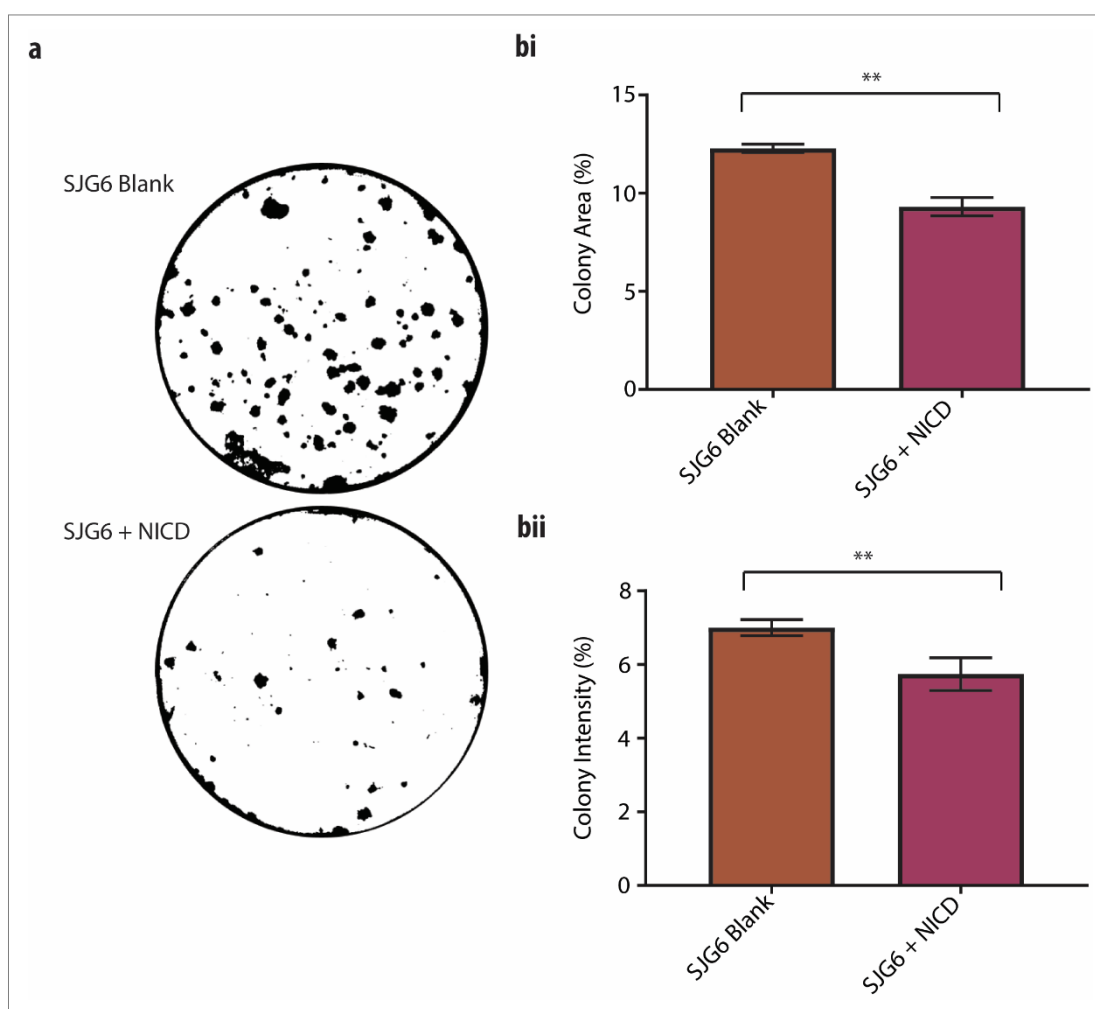 a
SJG6 Blank
SJG6 + NICD
bi
**
15
10
5
0
Colony Area (%)
SJG6 Blank
SJG6 + NICD
bii
**
8
6
4
2
0
Colony Intensity (%)
SJG6 Blank
SJG6 + NICD